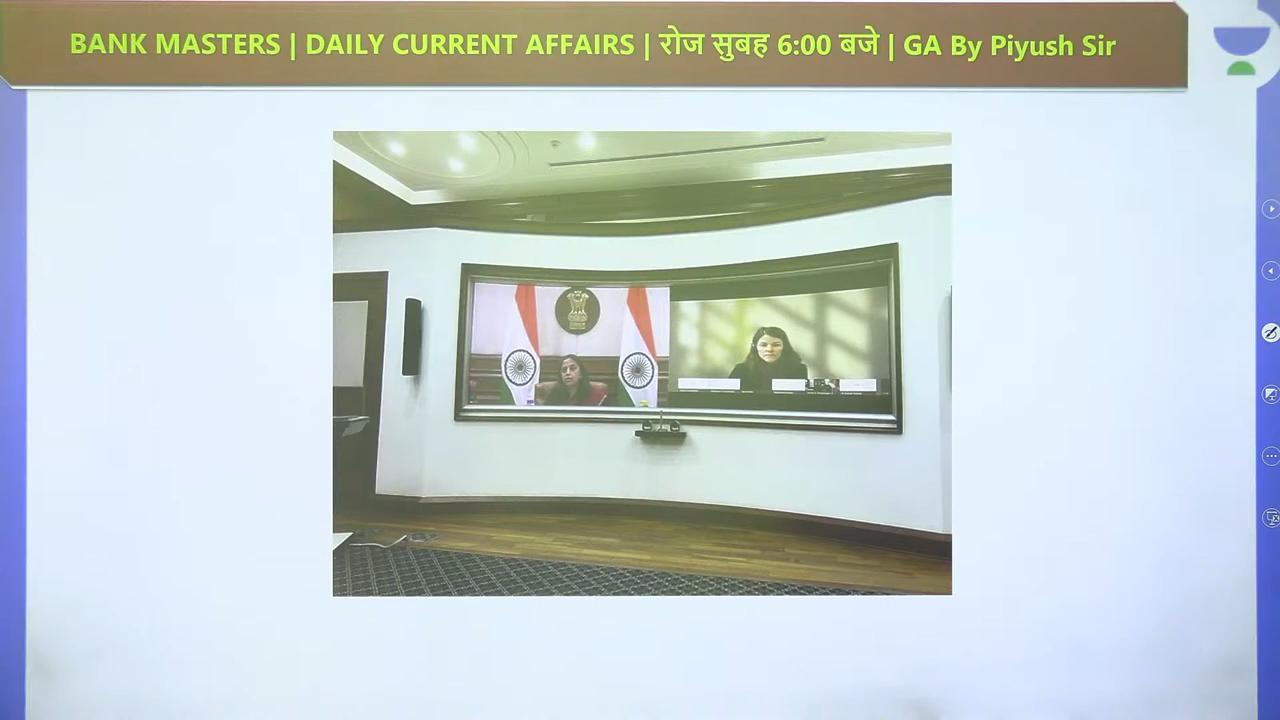 BANK MASTERS | DAILY CURRENT AFFAIRS | रोज सुबह 6:00 बजे | GA By Piyush Sir